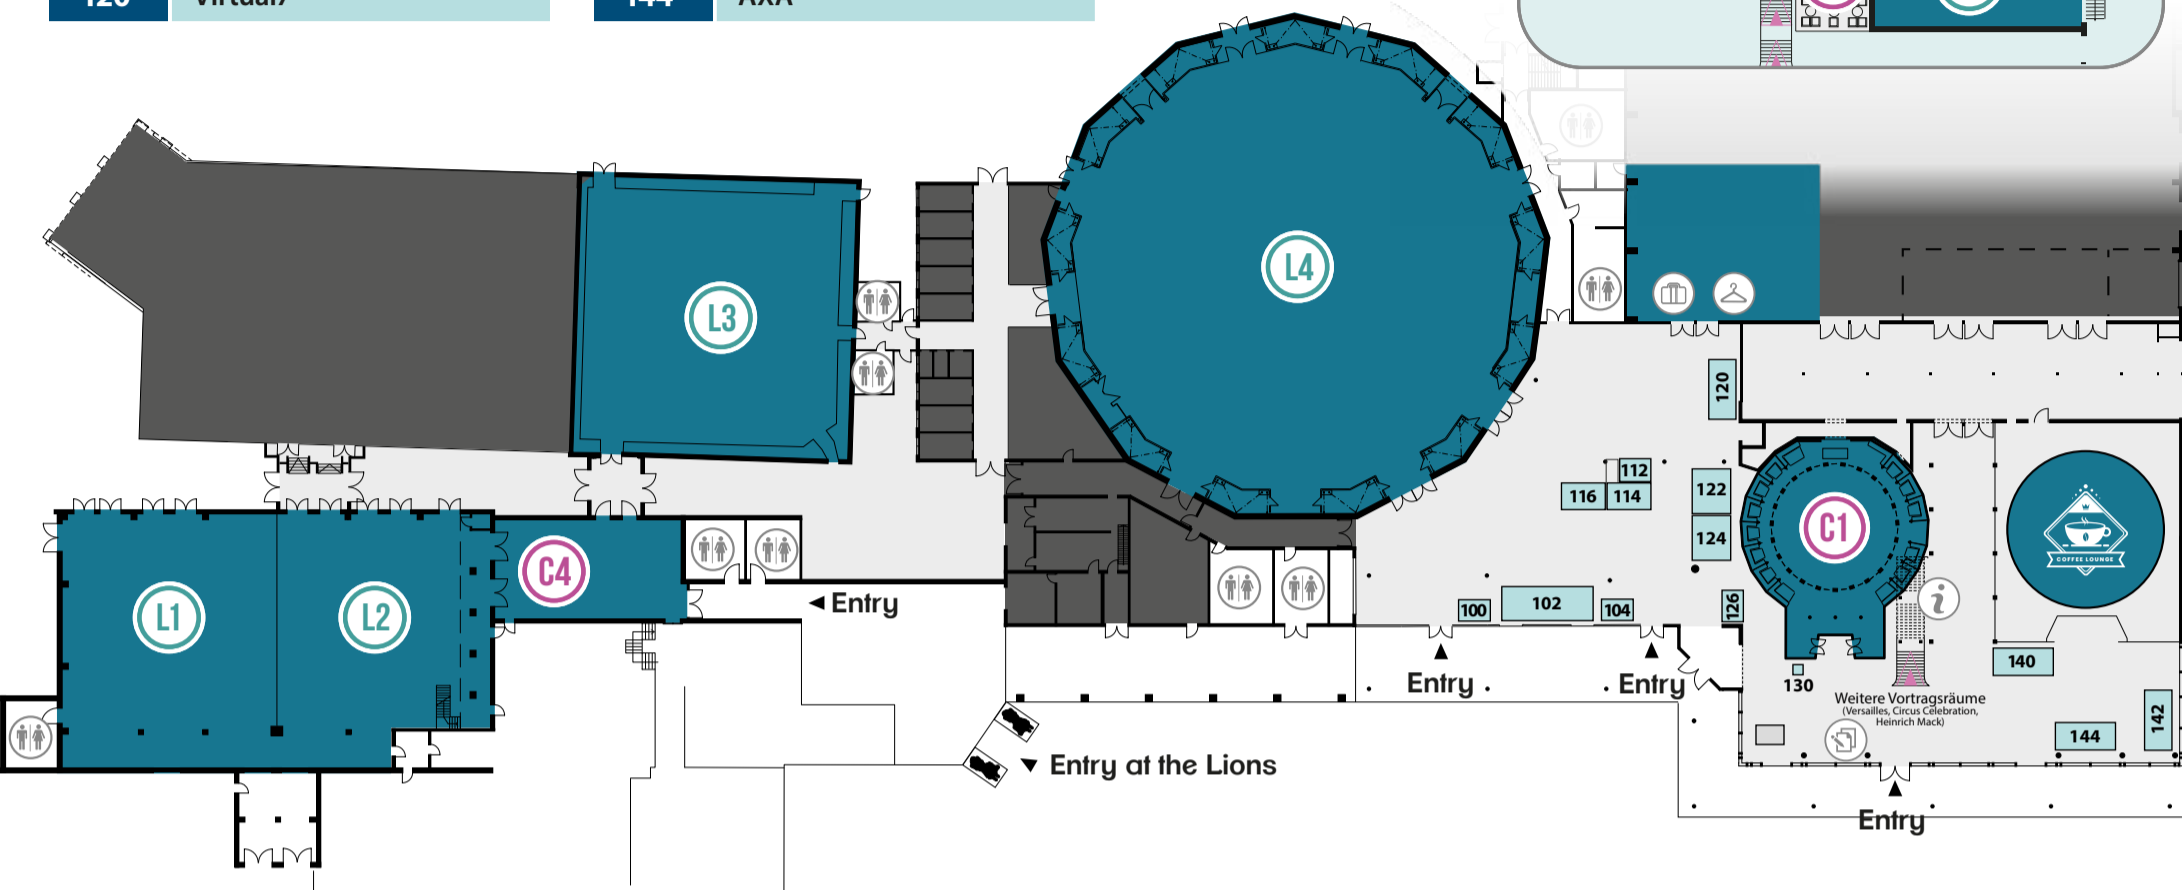 L3
L4
120
112
116
114
122
124
C1
COFFEE LOUNGE
C4
L1
L2
Entry
100
102
104
126
140
130
Entry
Entry
Weitere Vortragsräume
(Versailles, Circus Celebration,
Heinrich Mack)
142
144
Entry at the Lions
Entry